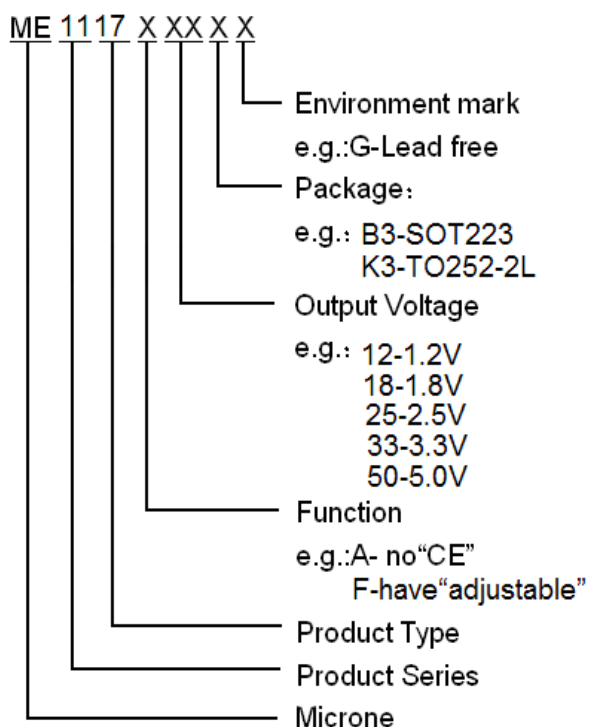 ME 11 17 X XX X X
Environment mark
e.g.:G-Lead free
Package：
e.g.：B3-SOT223
K3-TO252-2L
Output Voltage
e.g.：12-1.2V
18-1.8V
25-2.5V
33-3.3V
50-5.0V
Function
e.g.:A- no“CE”
F-have“adjustable”
Product Type
Product Series
Microne